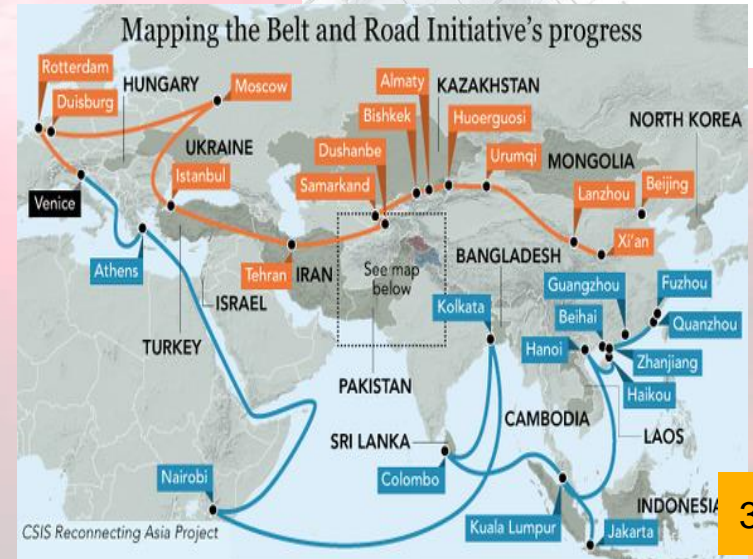 Mapping the Belt and Road Initiative's progress
Rotterdam
Duisburg
HUNGARY
Moscow
Almaty
KAZAKHSTAN
Bishkek
Huoerguosi
NORTH KOREA
UKRAINE
Dushanbe
Urumqi
MONGOLIA
Istanbul
Samarkand
Lanzhou
Beijing
Venice
Xi'an
Athens
Tehran
IRAN
See map
below
BANGLADESH
Guangzhou
Fuzhou
ISRAEL
Kolkata
Beihai
Quanzhou
TURKEY
Hanoi
Zhanjiang
PAKISTAN
Haikou
CAMBODIA
SRI LANKA
LAOS
Nairobi
Colombo
INDONESIA
3
Kuala Lumpur
Jakarta
CSIS Reconnecting Asia Project